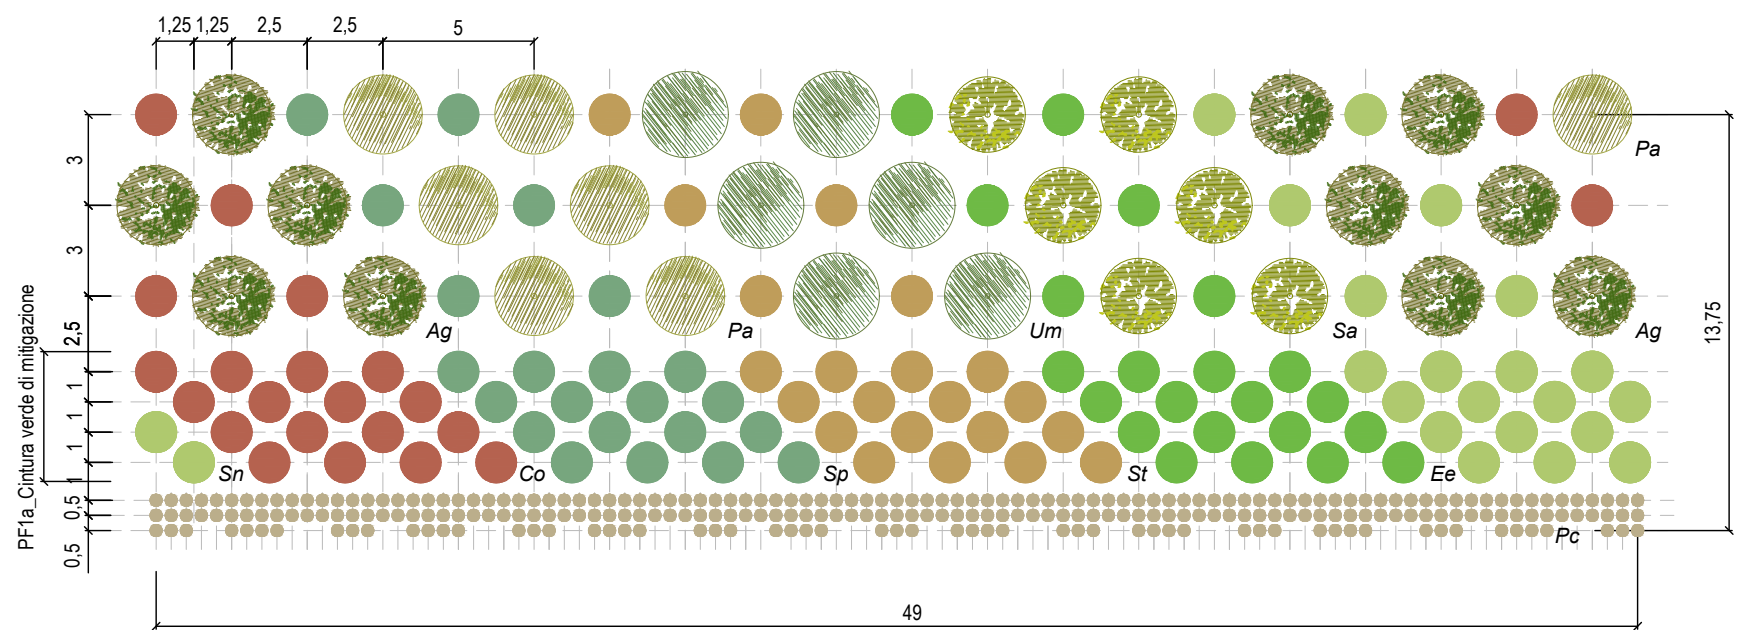 1,25
1,25
2,5
2,5
5
Pa
3
3
2,5
Ag
Pa
Um
Sa
Ag
13,75
PF1a_Cintura verde di mitigazione
1
1
1
1
Sn
Co
Sp
St
Ee
0,5
0,5
Pc
49